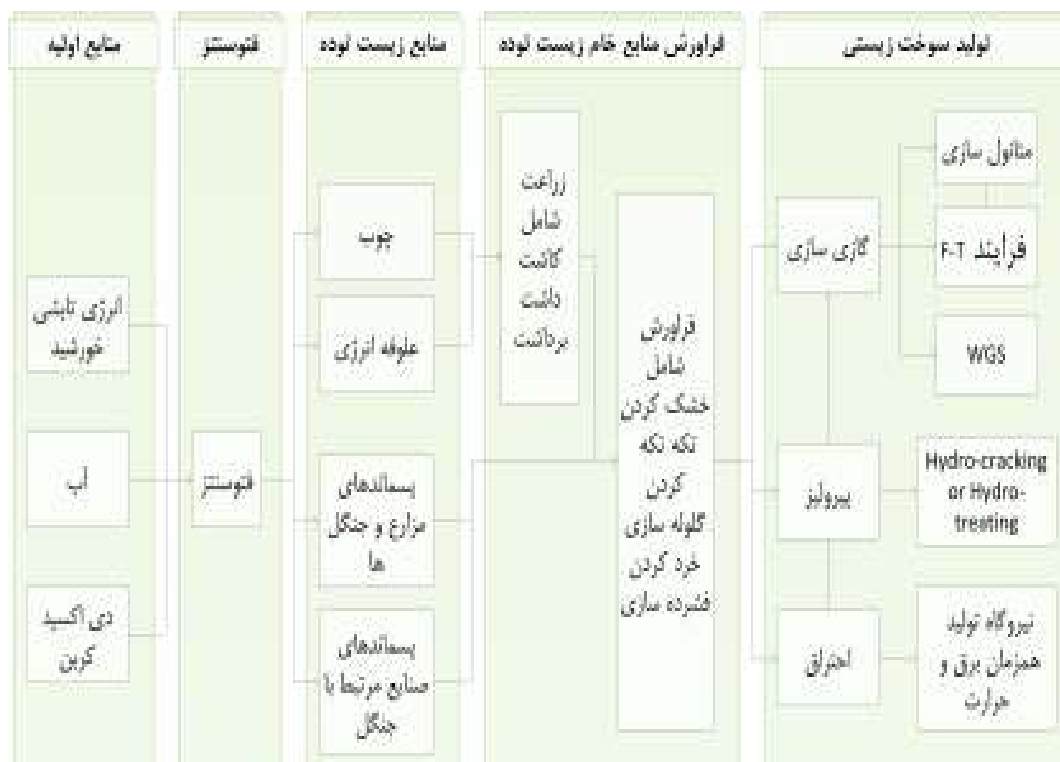 منابع اولیه
فتوسنتز
منابع زیست توده
فراورش منابع خام زیست توده
تولید سوخت زیستی
انرژی تابشی
خورشید
آب
دی اکسید
کربن
فتوسنتز
چوب
علوفه انرژی
پسماندهای
مزارع و جنگل
ها
پسماندهای
صنایع مرتبط با
جنگل
زراعت
شامل
کاشت
داشت
برداشت
فراورش
شامل
خشک کردن
تکه تکه
کردن
گلوله سازی
خرد کردن
فشرده سازی
گازی سازی
پیرولیز
احتراق
متانول سازی
فرایند F-T
WGS
Hydro-cracking
or Hydro-
treating
نیروگاه تولید
همزمان برق و
حرارت